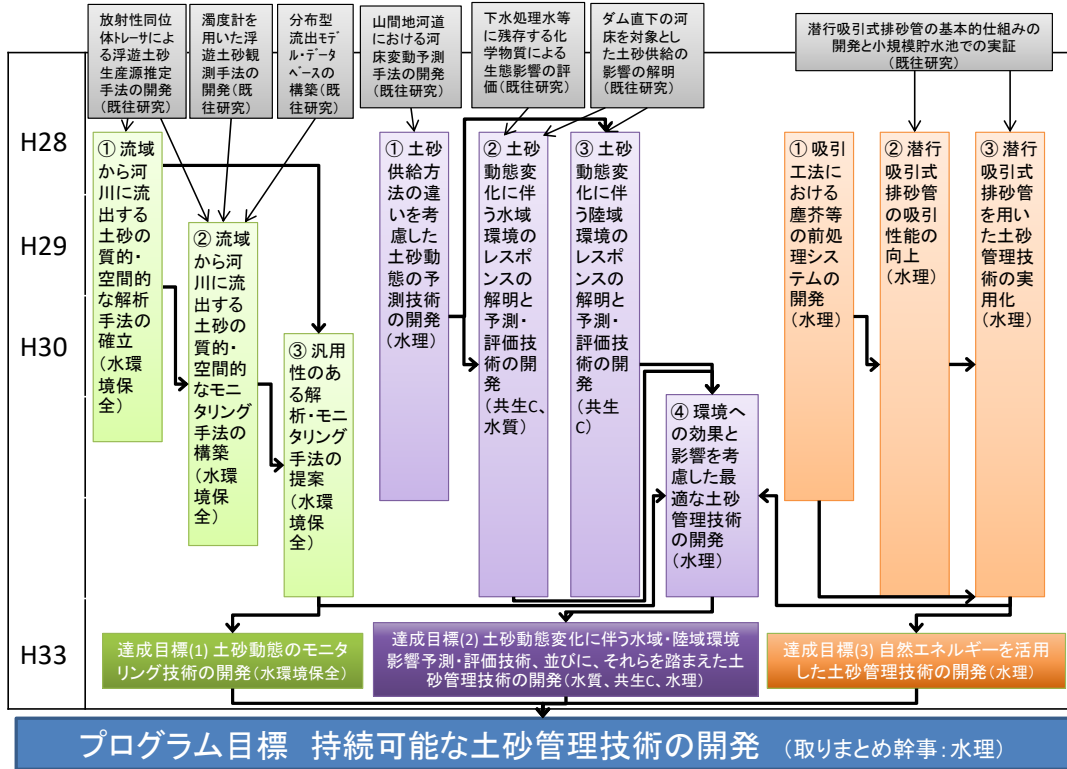 放射性同位
体トレーサによ
る浮遊土砂
生産源推定
手法の開発
(既往研究)
濁度計を
用いた浮
遊土砂観
測手法の
開発(既
往研究)
分布型
流出モデ
ル・データ
ベースの
構築(既
往研究)
山間地河道
における河
床変動予測
手法の開発
(既往研究)
下水処理水等
に残存する化
学物質による
生態影響の評
価(既往研究)
ダム直下の河
床を対象とし
た土砂供給の
影響の解明
(既往研究)
潜行吸引式排砂管の基本的仕組みの
開発と小規模貯水池での実証
(既往研究)
H28
H29
H30
H33
① 流域
から河
川に流
出する
土砂の
質的・
空間的
な解析
手法の
確立
(水環
境保
全)
② 流域
から河
川に流
出する
土砂の
質的・
空間的
なモニ
タリング
手法の
構築
(水環
境保
全)
③ 汎用
性のあ
る解
析・モニ
タリング
手法の
提案
(水環
境保
全)
① 土砂
供給方
法の違
いを考
慮した
土砂動
態の予
測技術
の開発
(水理)
② 土砂
動態変
化に伴
う水域
環境の
レスポ
ンスの
解明と
予測・
評価技
術の開
発
(共生C、
水質)
③ 土砂
動態変
化に伴
う陸域
環境の
レスポ
ンスの
解明と
予測・
評価技
術の開
発
(共生
C)
④ 環境へ
の効果と
影響を考
慮した最
適な土砂
管理技術
の開発
(水理)
① 吸引
工法に
おける
塵芥等
の前処
理シス
テムの
開発
(水理)
② 潜行
吸引式
排砂管
の吸引
性能の
向上
(水理)
③ 潜行
吸引式
排砂管
を用い
た土砂
管理技
術の実
用化
(水理)
達成目標(1) 土砂動態のモニタ
リング技術の開発(水環境保全)
達成目標(2) 土砂動態変化に伴う水域・陸域環境
影響予測・評価技術、並びに、それらを踏まえた土
砂管理技術の開発(水質、共生C、水理)
達成目標(3) 自然エネルギーを活用
した土砂管理技術の開発(水理)
プログラム目標 持続可能な土砂管理技術の開発 (取りまとめ幹事:水理)